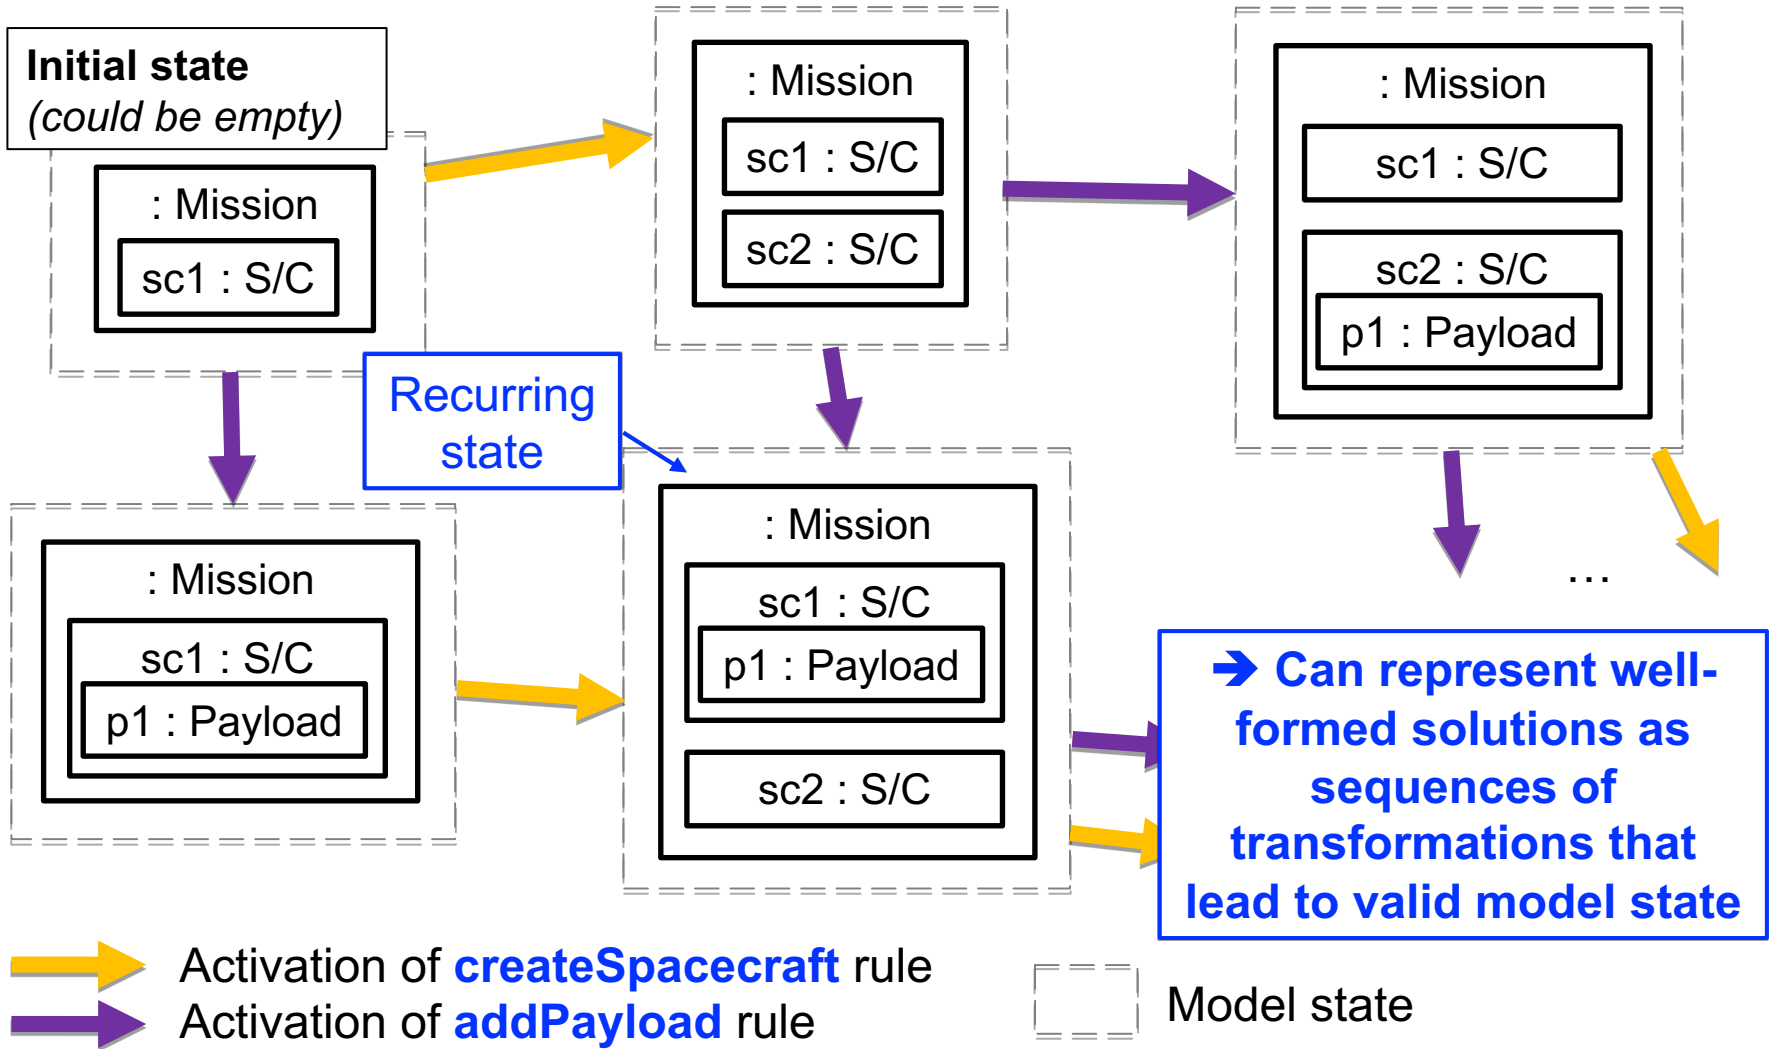 Initial state
(could be empty)
: Mission
sc1 : S/C
: Mission
sc1 : S/C
sc2 : S/C
: Mission
sc1 : S/C
sc2 : S/C
p1 : Payload
Recurring
state
: Mission
sc1 : S/C
p1 : Payload
: Mission
sc1 : S/C
p1 : Payload
sc2 : S/C
...
➔ Can represent well-
formed solutions as
sequences of
transformations that
lead to valid model state
Activation of createSpacecraft rule
Activation of addPayload rule
Model state